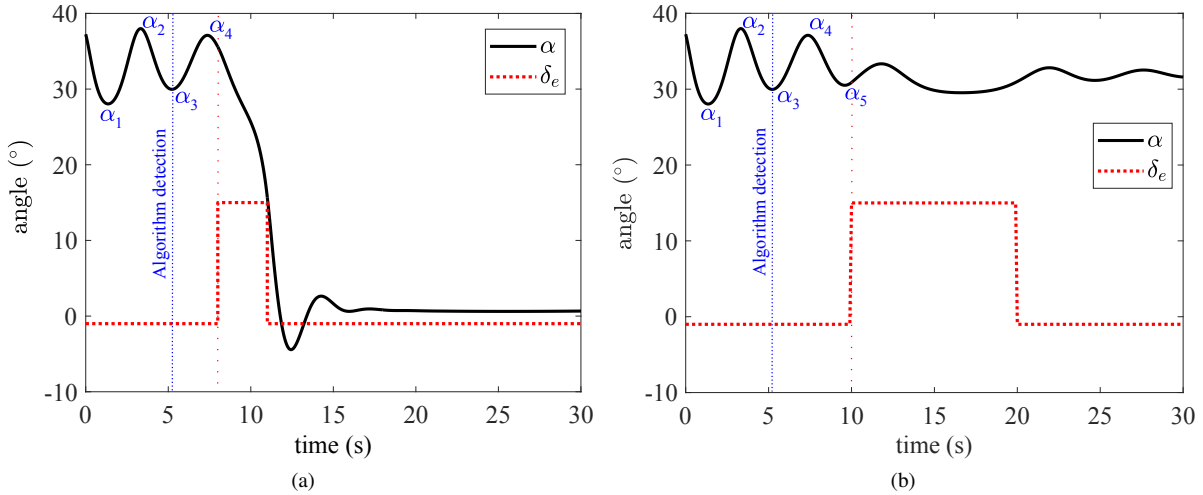 40
30
20
10
0
-10
angle (°)
α1
α2
α3
α4
Algorithm detection
α
δe
0
5
10
15
20
25
30
time (s)
(a)
40
30
20
10
0
-10
angle (°)
α1
α2
α3
α4
α5
Algorithm detection
α
δe
0
5
10
15
20
25
30
time (s)
(b)